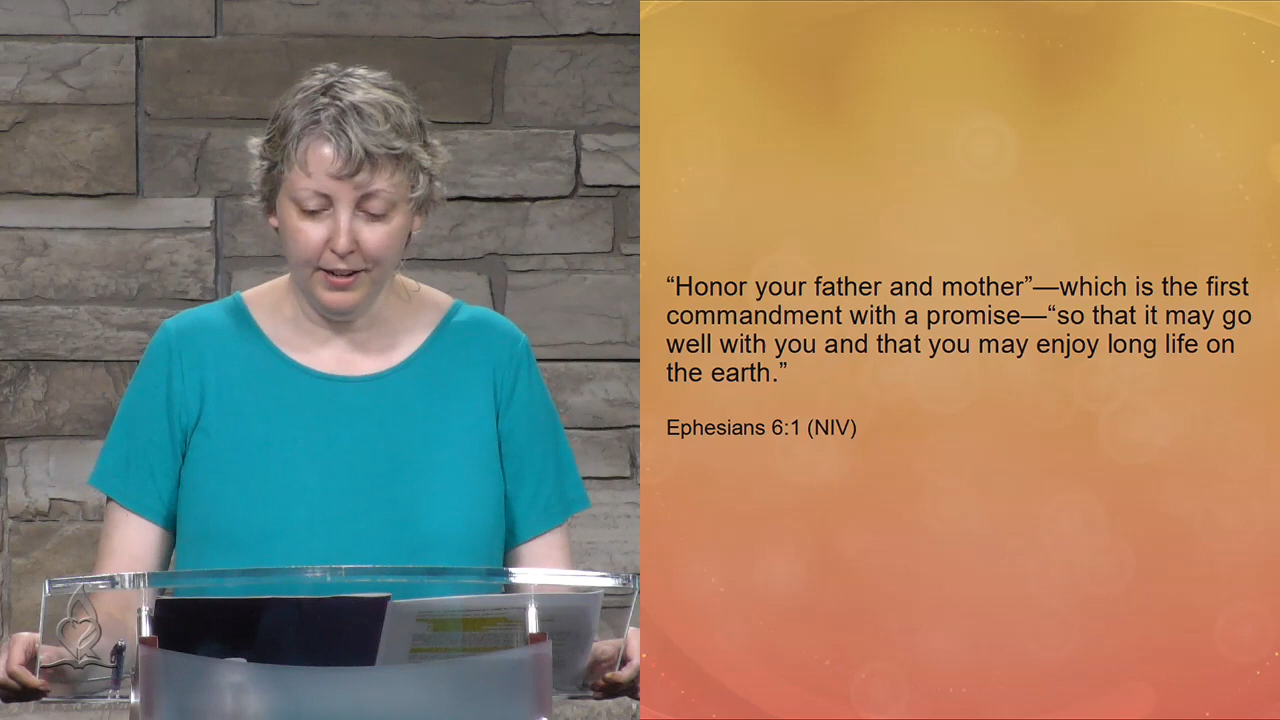 “Honor your father and mother”—which is the first
commandment with a promise—“so that it may go
well with you and that you may enjoy long life on
the earth.”
Ephesians 6:1 (NIV)